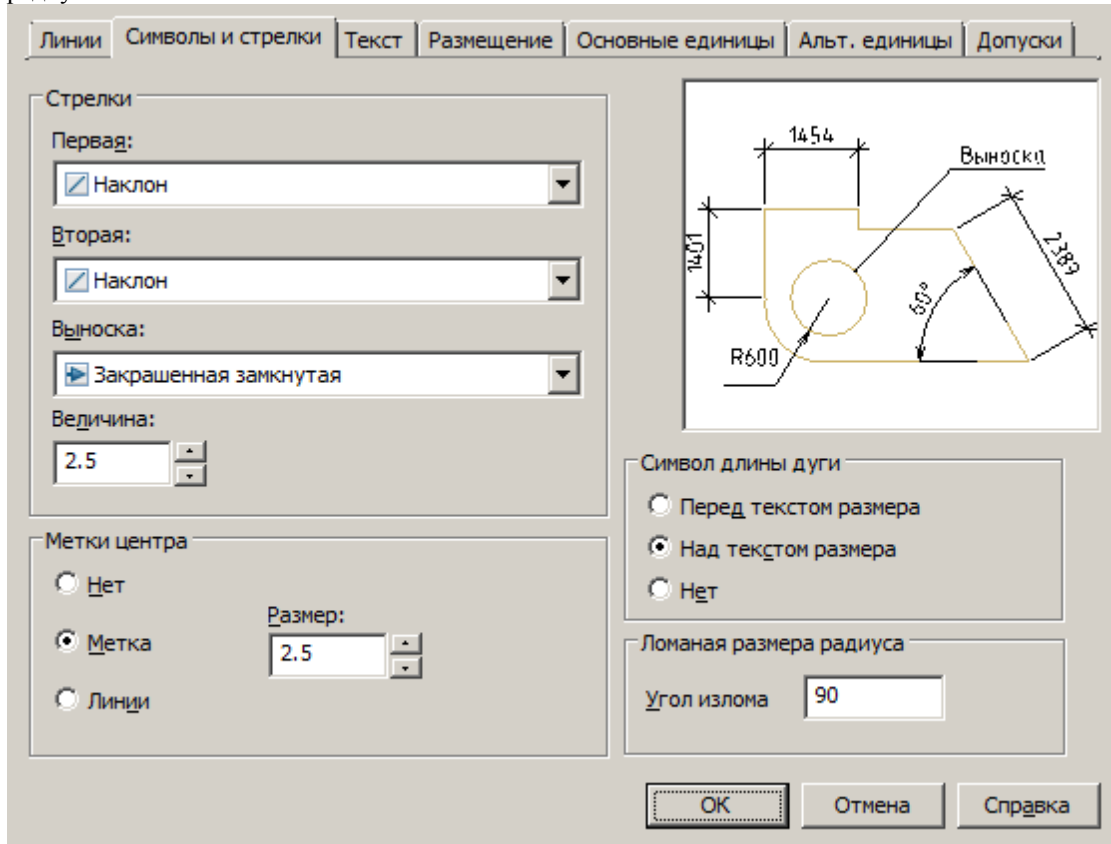 Линии Символы и стрелки Текст Размещение Основные единицы Альт. единицы Допуски
Стрелки
Первая:
Наклон
Вторая:
Наклон
Выноска:
Закрашенная замкнутая
Величина:
2.5
Метки центра
Нет
Метка
Линии
Размер:
2.5
1454
Выноска
1401
2389
60°
R600
Символ длины дуги
Перед текстом размера
Над текстом размера
Нет
Ломаная размера радиуса
Угол излома 90
ОК Отмена Справка